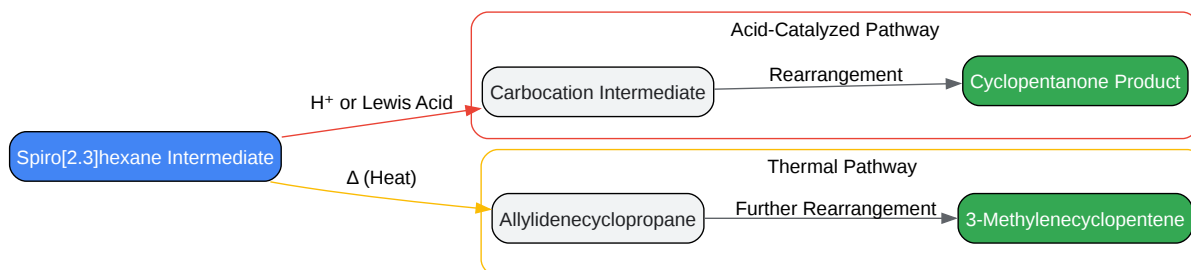 Acid-Catalyzed Pathway
Carbocation Intermediate
Rearrangement
Cyclopentanone Product
H⁺ or Lewis Acid
Spiro[2.3]hexane Intermediate
Δ (Heat)
Thermal Pathway
Allylidenecyclopropane
Further Rearrangement
3-Methylenecyclopentene